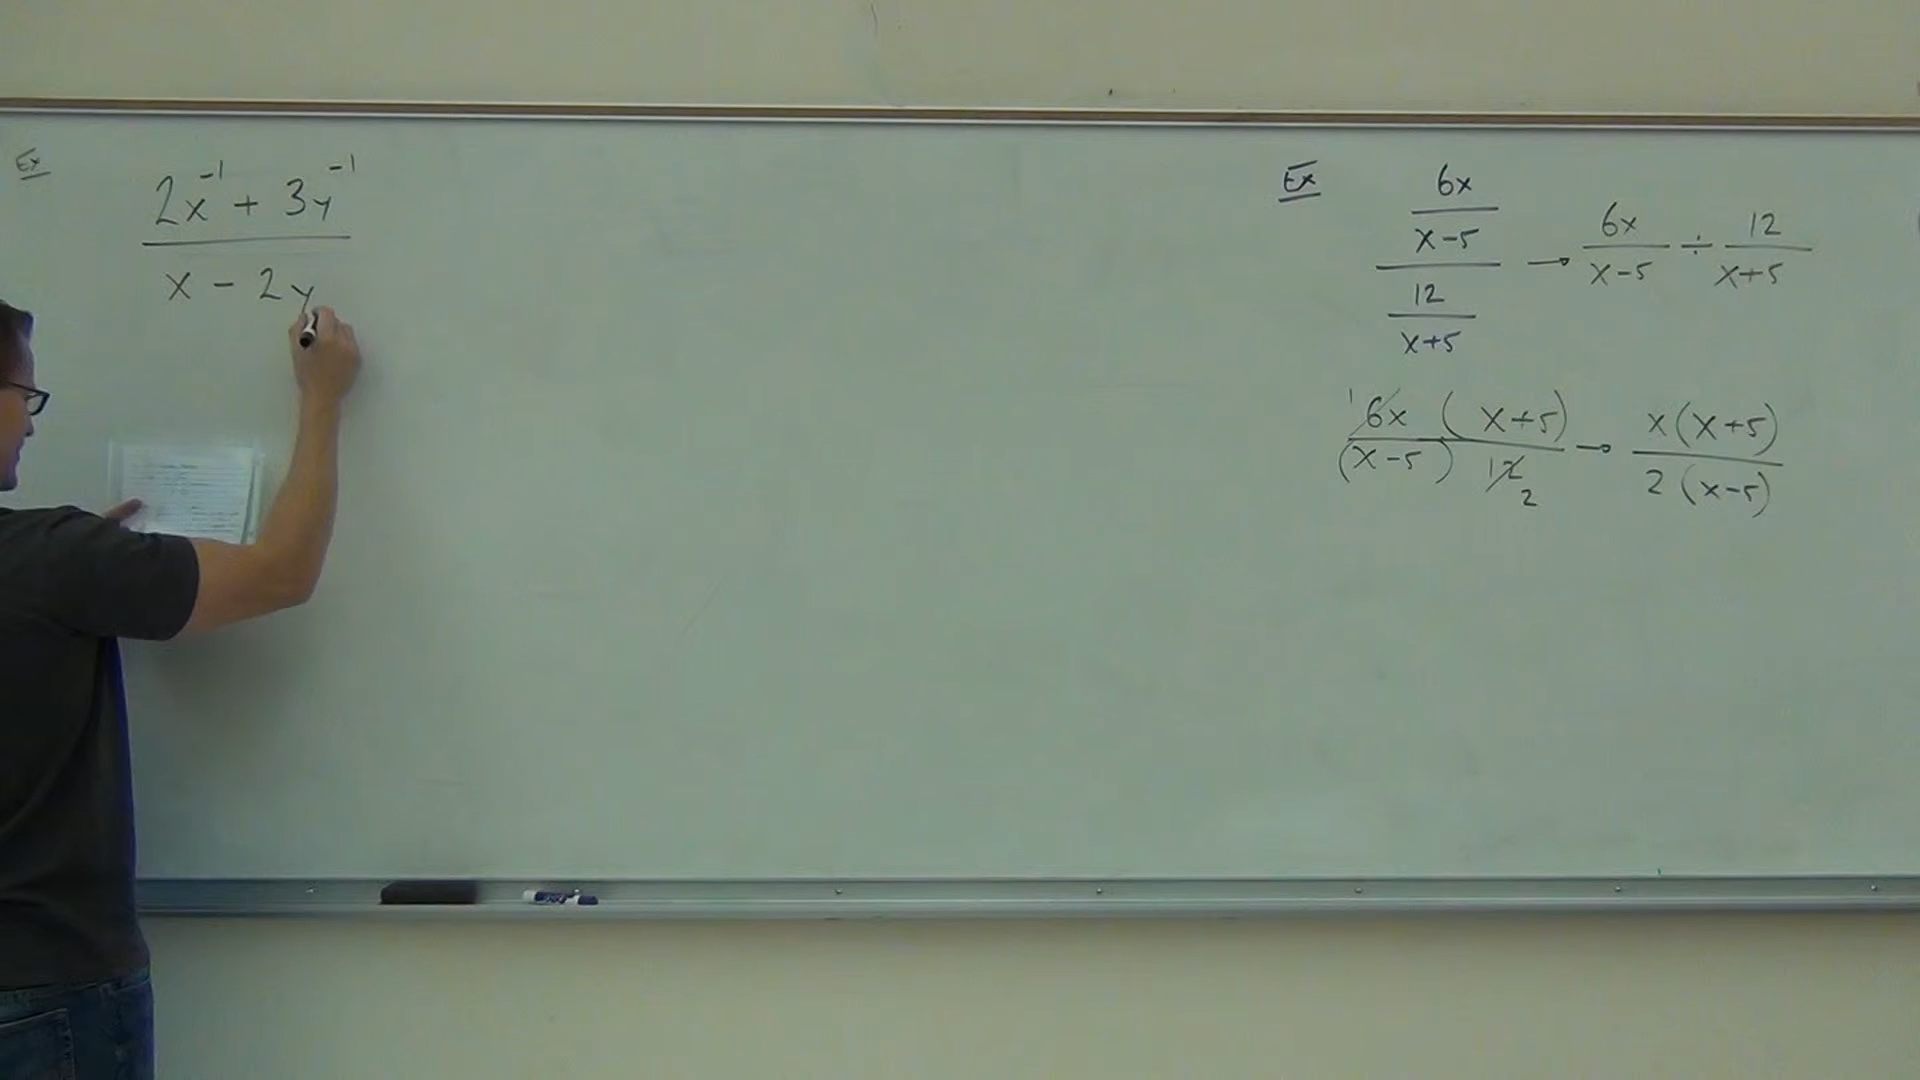 Ex
2x⁻¹ + 3y⁻¹
x - 2y
Ex
6x
x-5
12
x+5
→ 6x/x-5 ÷ 12/x+5
¹6x (x+5)
(x-5) 12 2
→ x(x+5)
2(x-5)